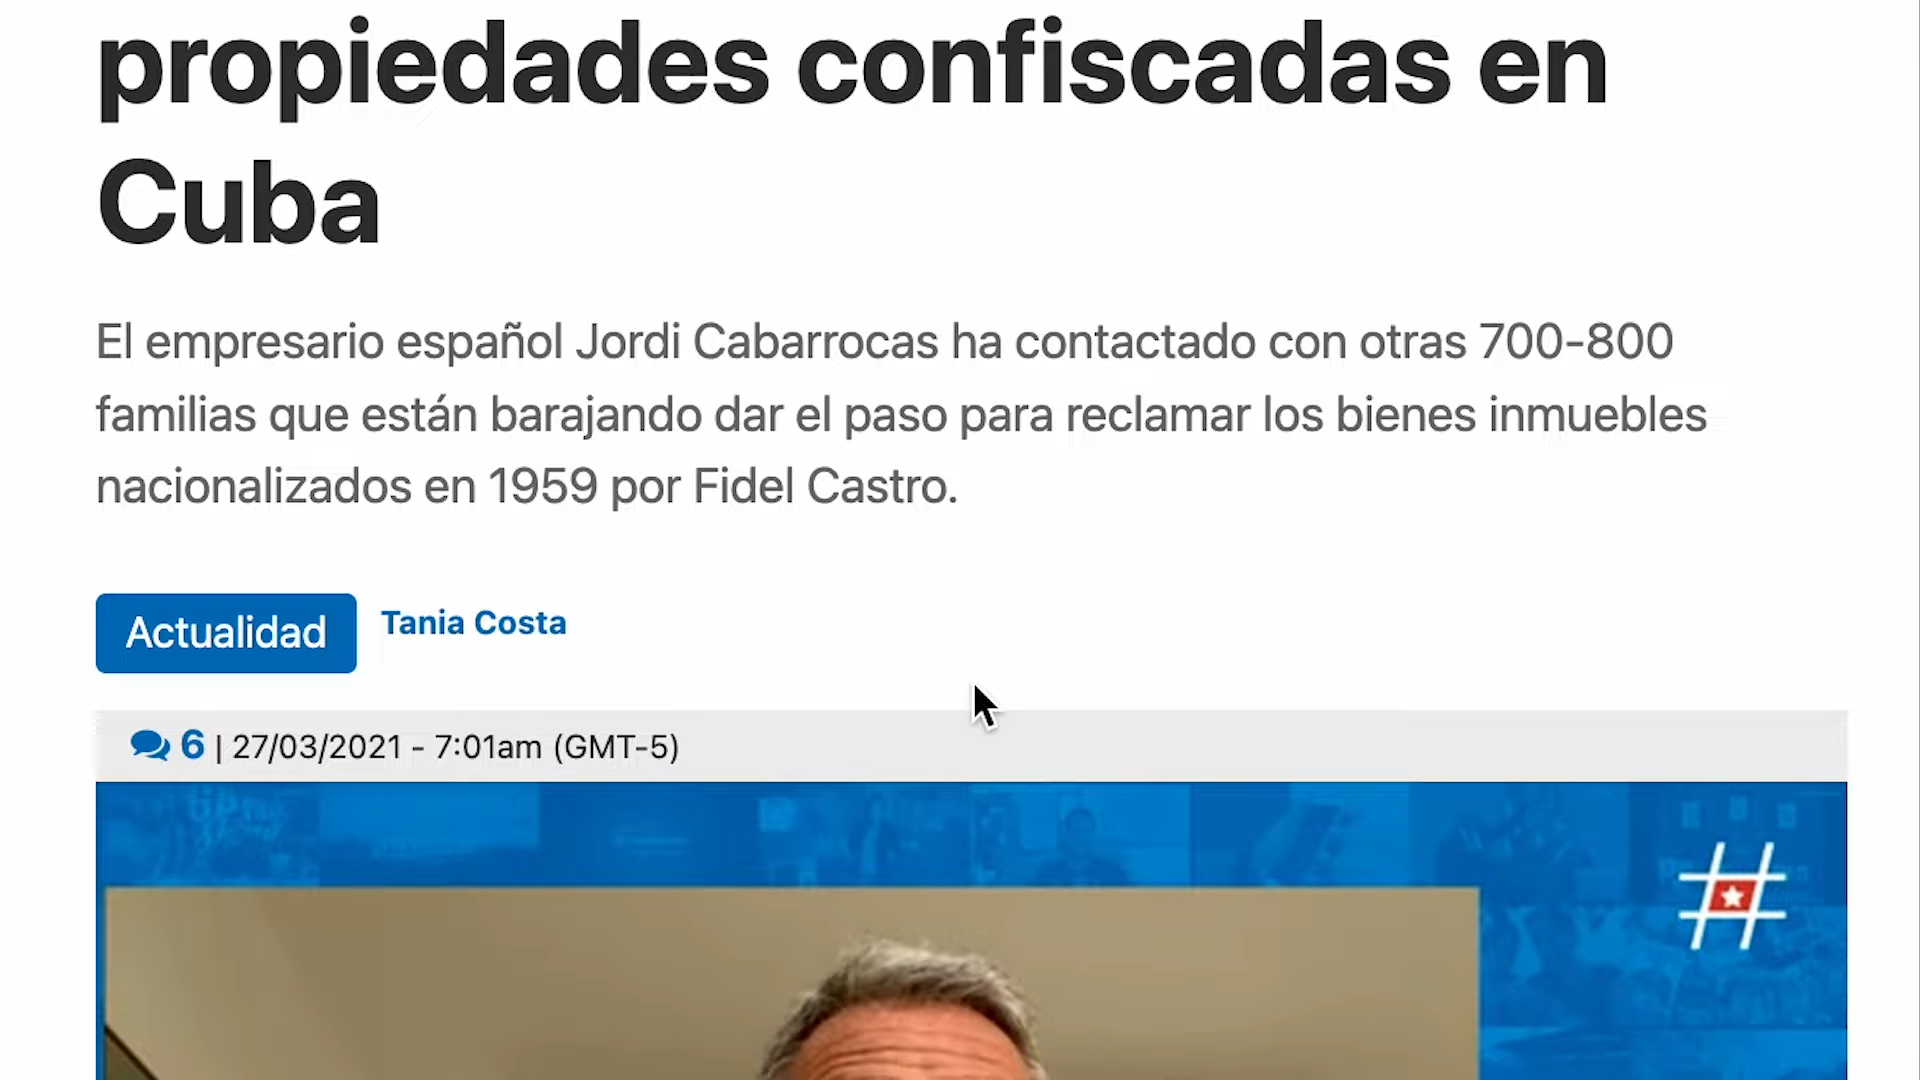 propiedades confiscadas en
Cuba
El empresario español Jordi Cabarrocas ha contactado con otras 700-800
familias que están barajando dar el paso para reclamar los bienes inmuebles
nacionalizados en 1959 por Fidel Castro.
Actualidad Tania Costa
6 | 27/03/2021 - 7:01am (GMT-5)